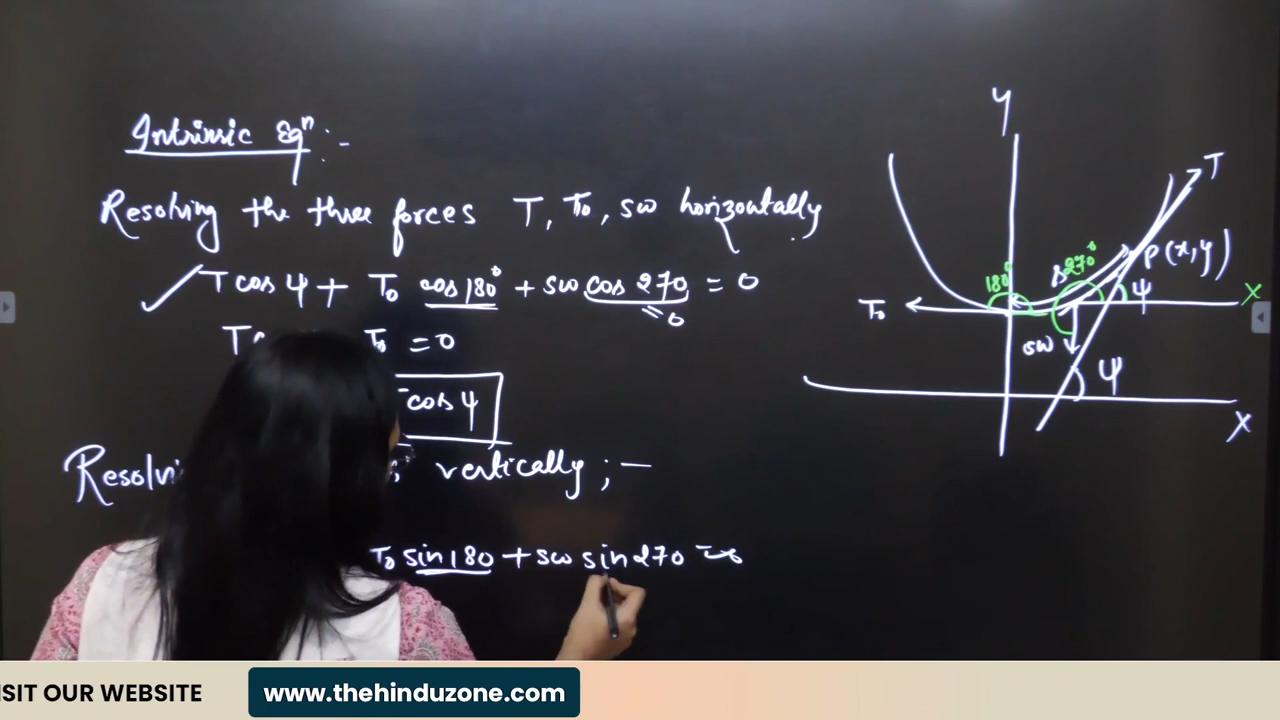 Intrinsic Eqⁿ :-
Resolving the three forces T, T₀, sw horizontally
T cos ψ + T₀ cos 180° + sw cos 270 = 0
= 0
T₀ = 0
cos ψ
vertically ; —
T₀ sin 180 + sw sin 270 = 0
y
T
P(x, y)
270°
s
180°
ψ
X
T₀
sw
ψ
X
ISIT OUR WEBSITE
www.thehinduzone.com